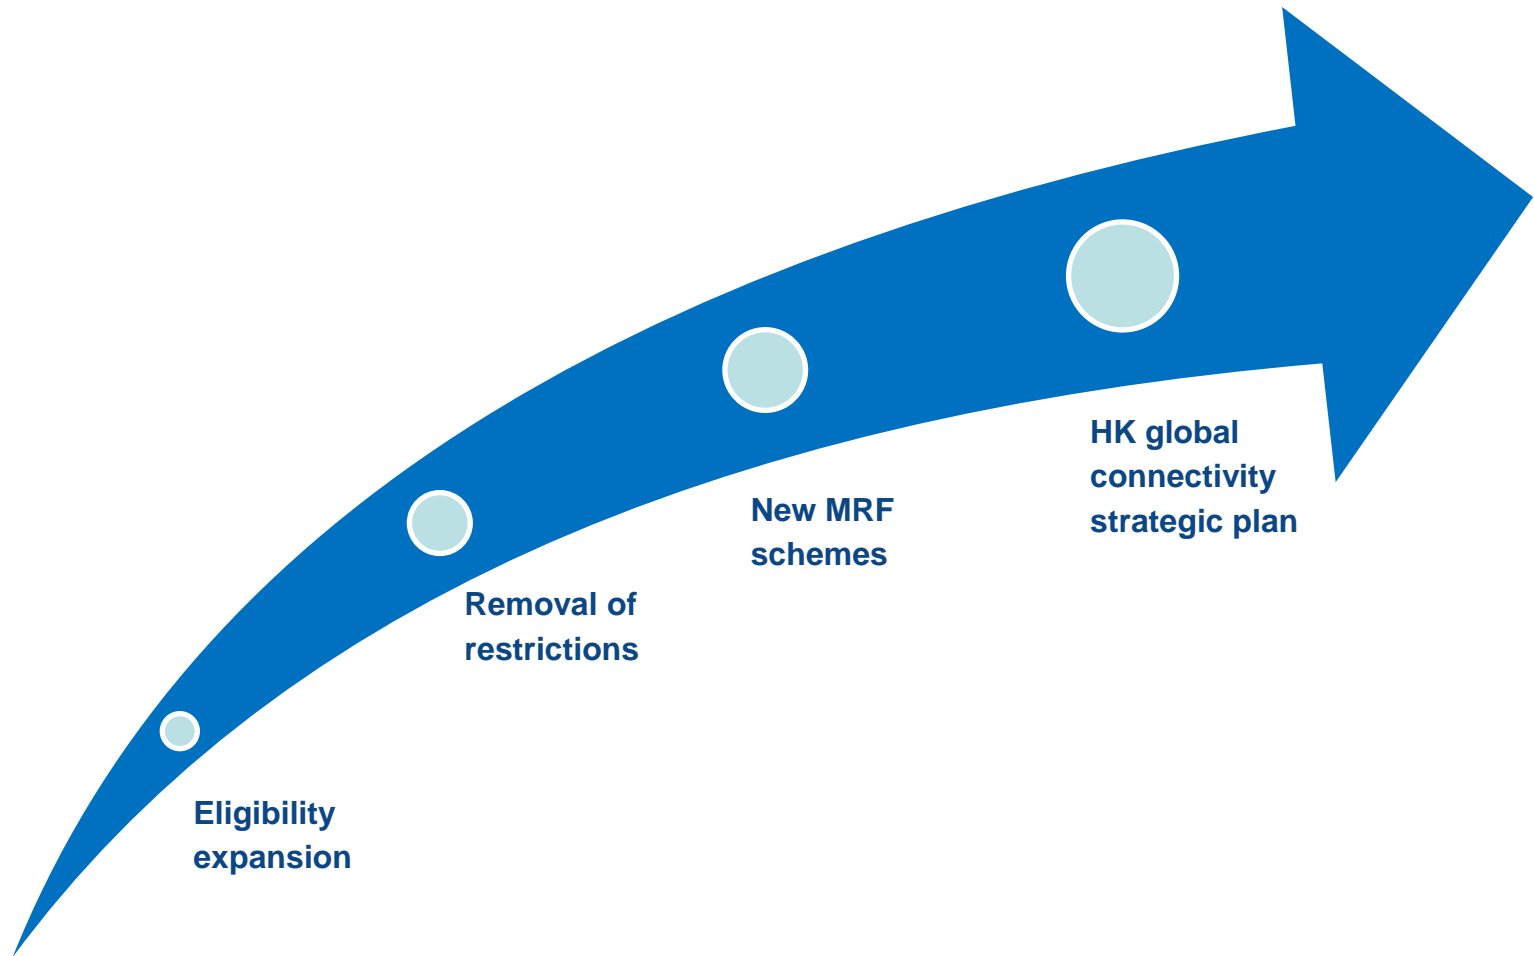 HK global
connectivity
strategic plan
New MRF
schemes
Removal of
restrictions
Eligibility
expansion